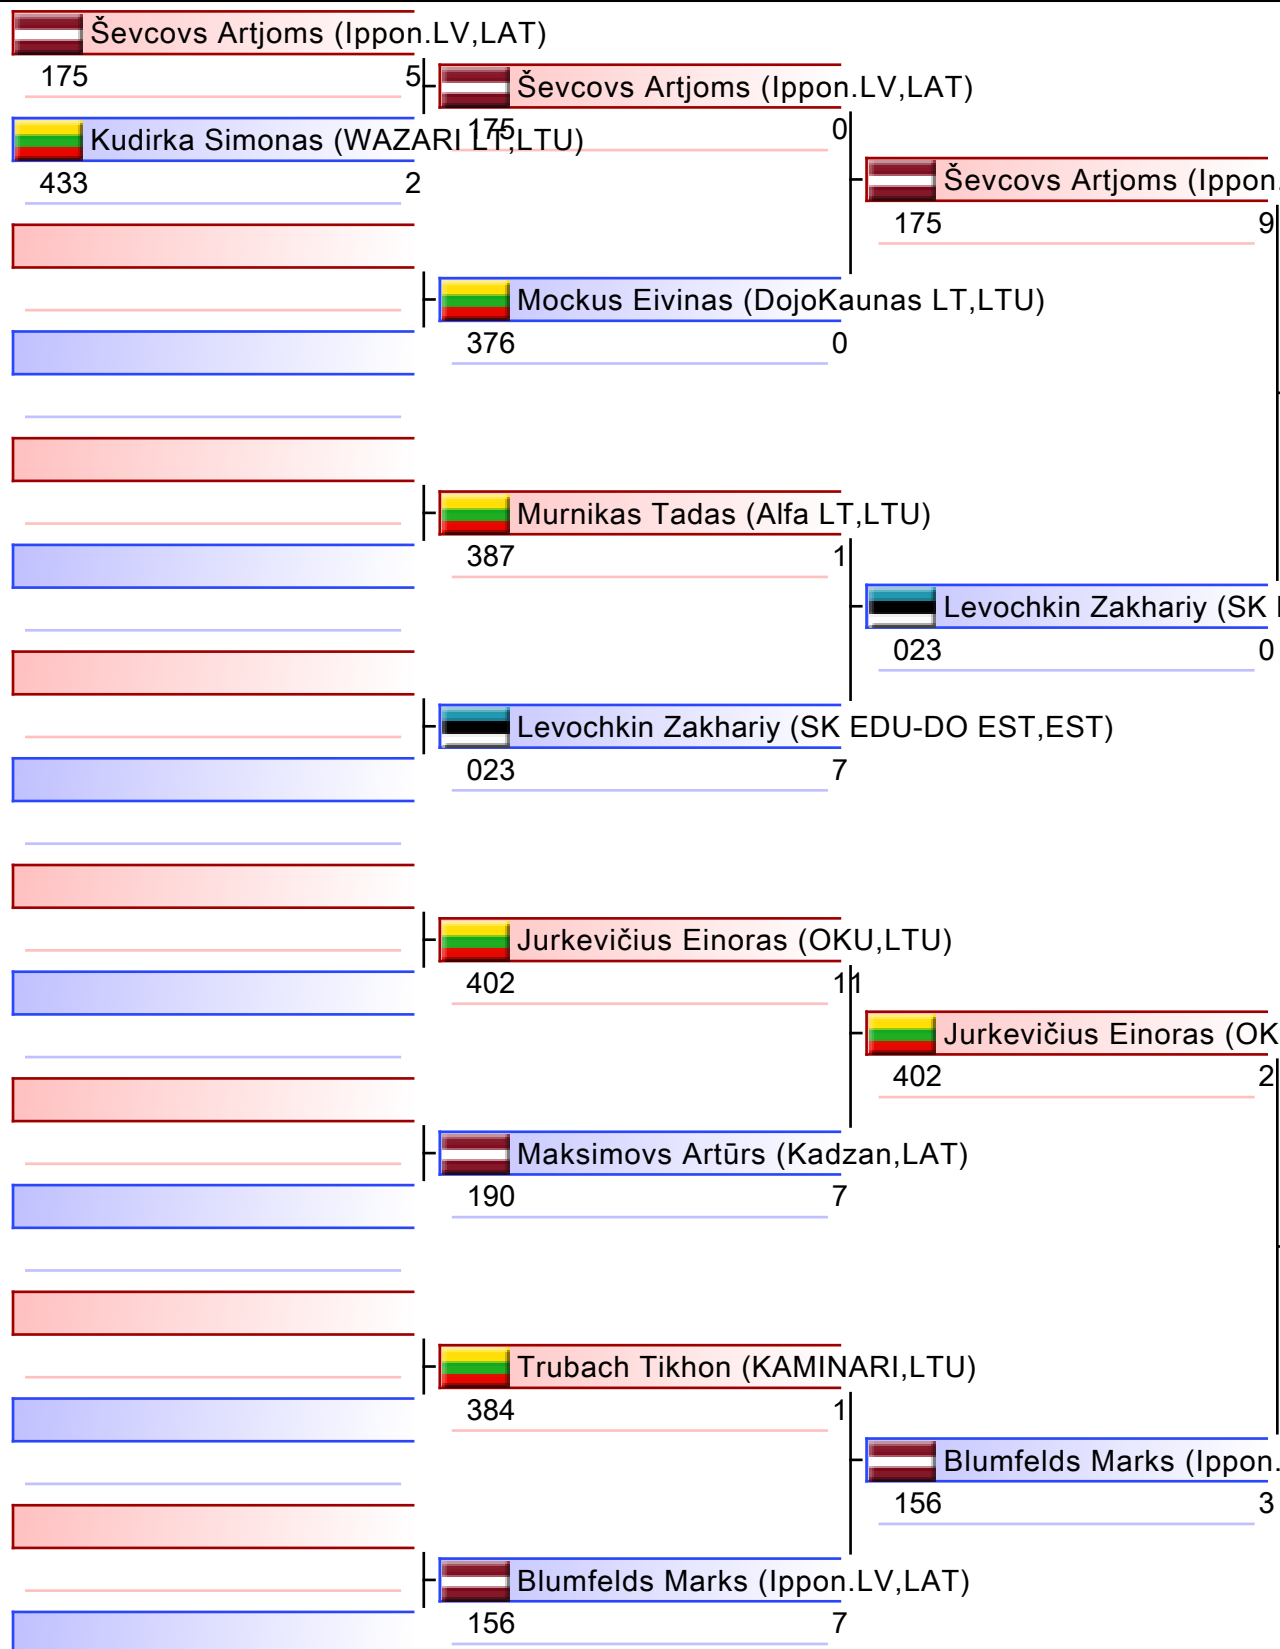 Ševcovs Artjoms (Ippon.LV,LAT)
175 5
Kudirka Simonas (WAZARI LT,LTU)
433 2
Ševcovs Artjoms (Ippon.LV,LAT)
175 0
Mockus Eivinas (DojoKaunas LT,LTU)
376 0
Murnikas Tadas (Alfa LT,LTU)
387 1
Levochkin Zakhariy (SK EDU-DO EST,EST)
023 7
Jurkevičius Einoras (OKU,LTU)
402 11
Maksimovs Artūrs (Kadzan,LAT)
190 7
Trubach Tikhon (KAMINARI,LTU)
384 1
Blumfelds Marks (Ippon.LV,LAT)
156 7
Ševcovs Artjoms (Ippon.
175 9
Levochkin Zakhariy (SK
023 0
Jurkevičius Einoras (OK
402 2
Blumfelds Marks (Ippon.
156 3